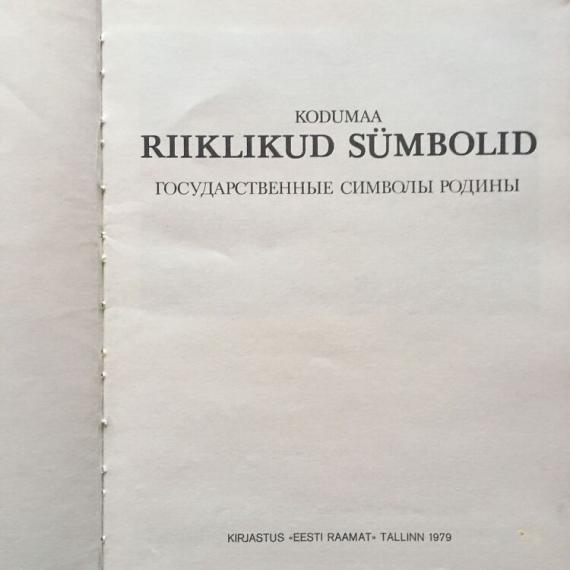 KODUMAA
RIIKLIKUD SÜMBOLID
ГОСУДАРСТВЕННЫЕ СИМВОЛЫ РОДИНЫ
KIRJASTUS «EESTI RAAMAT» TALLINN 1979